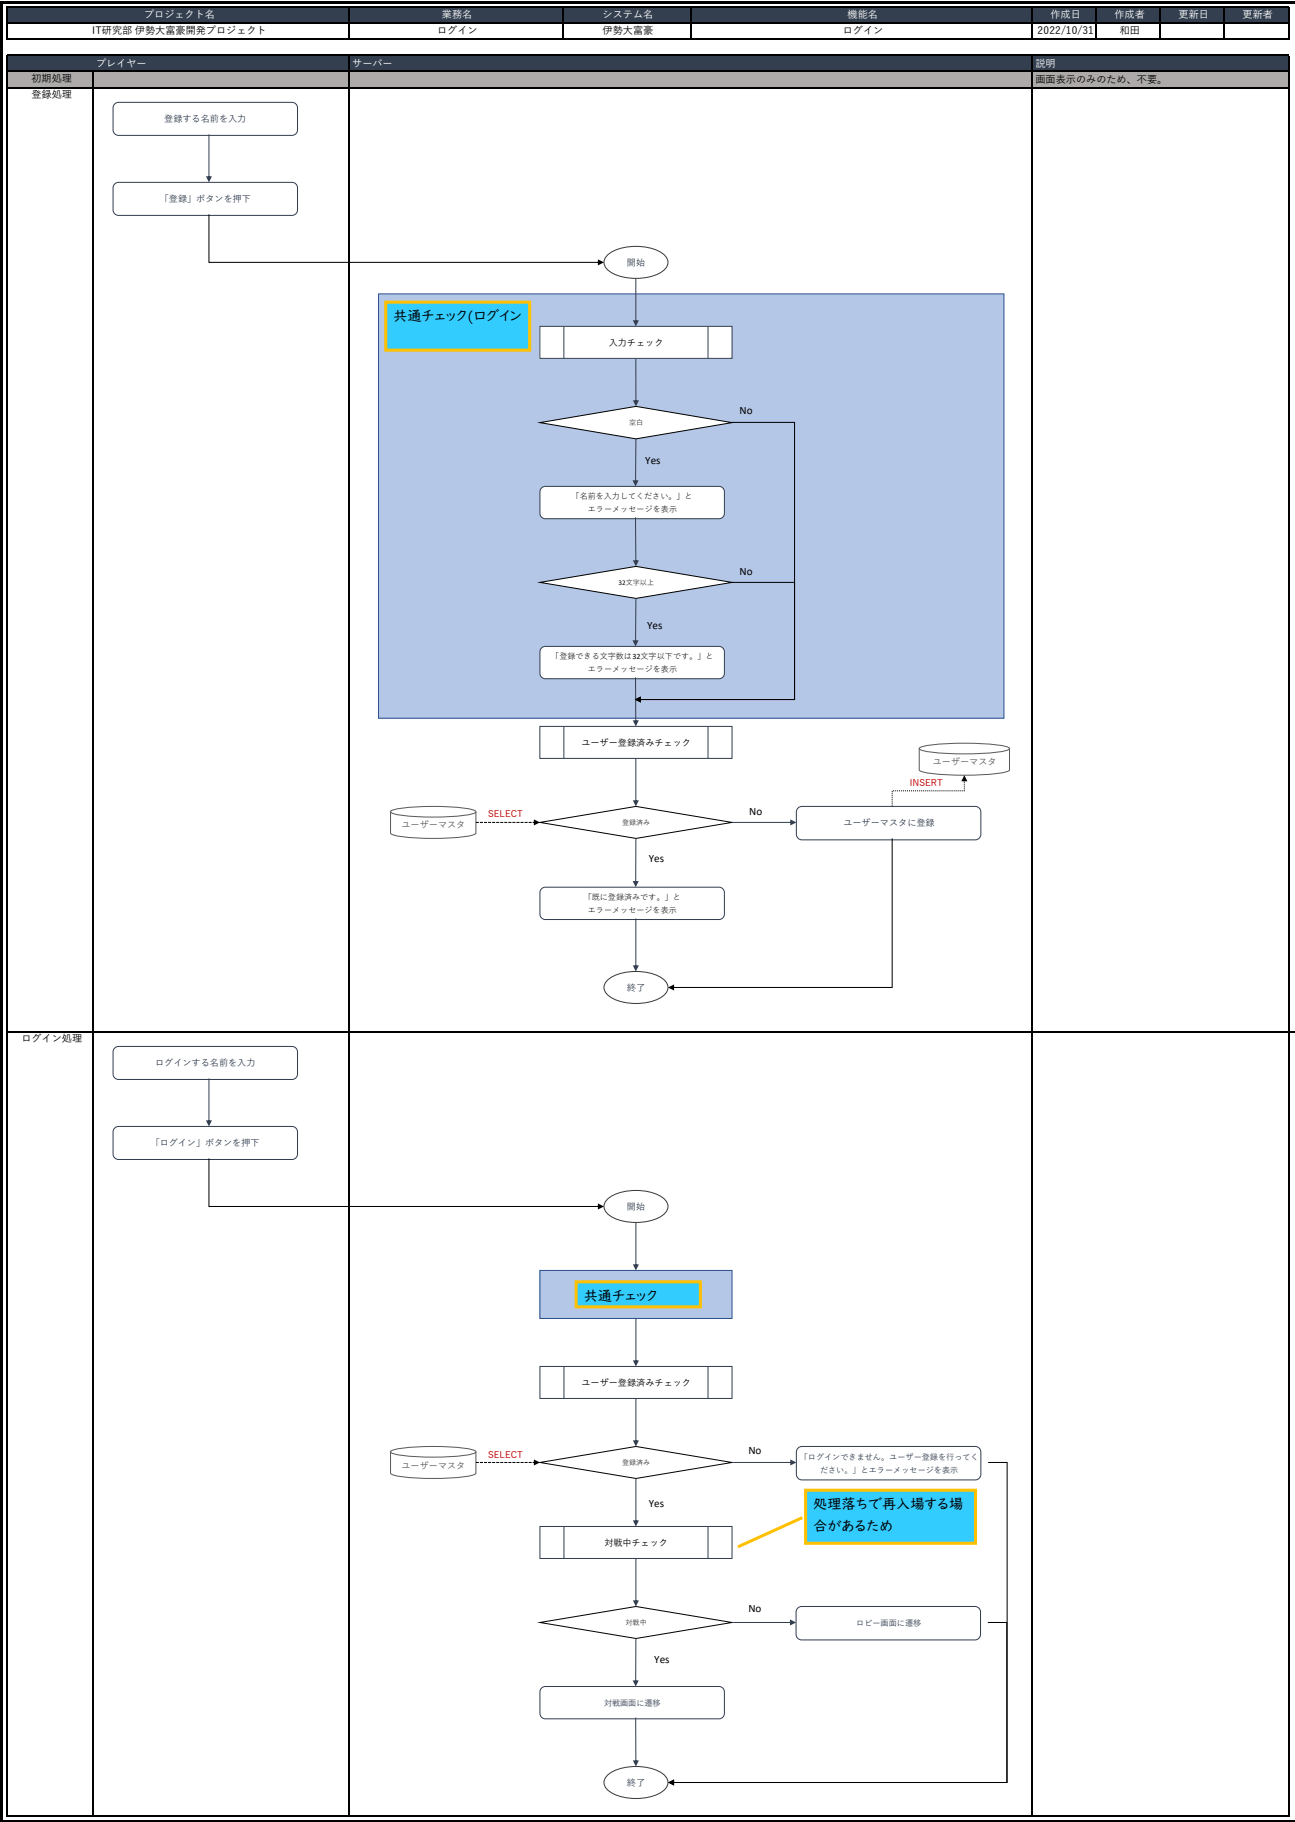 プロジェクト名 業務名 システム名 機能名 作成日 作成者 更新日 更新者
IT研究部 伊勢大富豪開発プロジェクト ログイン 伊勢大富豪 ログイン 2022/10/31 和田
プレイヤー サーバー 説明
初期処理 画面表示のみのため、不要。
登録処理
登録する名前を入力
「登録」ボタンを押下
開始
共通チェック(ログイン
入力チェック
空白
No
Yes
「名前を入力してください。」と
エラーメッセージを表示
32文字以上
No
Yes
「登録できる文字数は32文字以下です。」と
エラーメッセージを表示
ユーザー登録済みチェック
ユーザーマスタ
INSERT
ユーザーマスタ
SELECT
登録済み
No
ユーザーマスタに登録
Yes
「既に登録済みです。」と
エラーメッセージを表示
終了
ログイン処理
ログインする名前を入力
「ログイン」ボタンを押下
開始
共通チェック
ユーザー登録済みチェック
ユーザーマスタ
SELECT
登録済み
No
「ログインできません。ユーザー登録を行ってく
ださい。」とエラーメッセージを表示
Yes
処理落ちで再入場する場
合があるため
対戦中チェック
対戦中
No
ロビー画面に遷移
Yes
対戦画面に遷移
終了